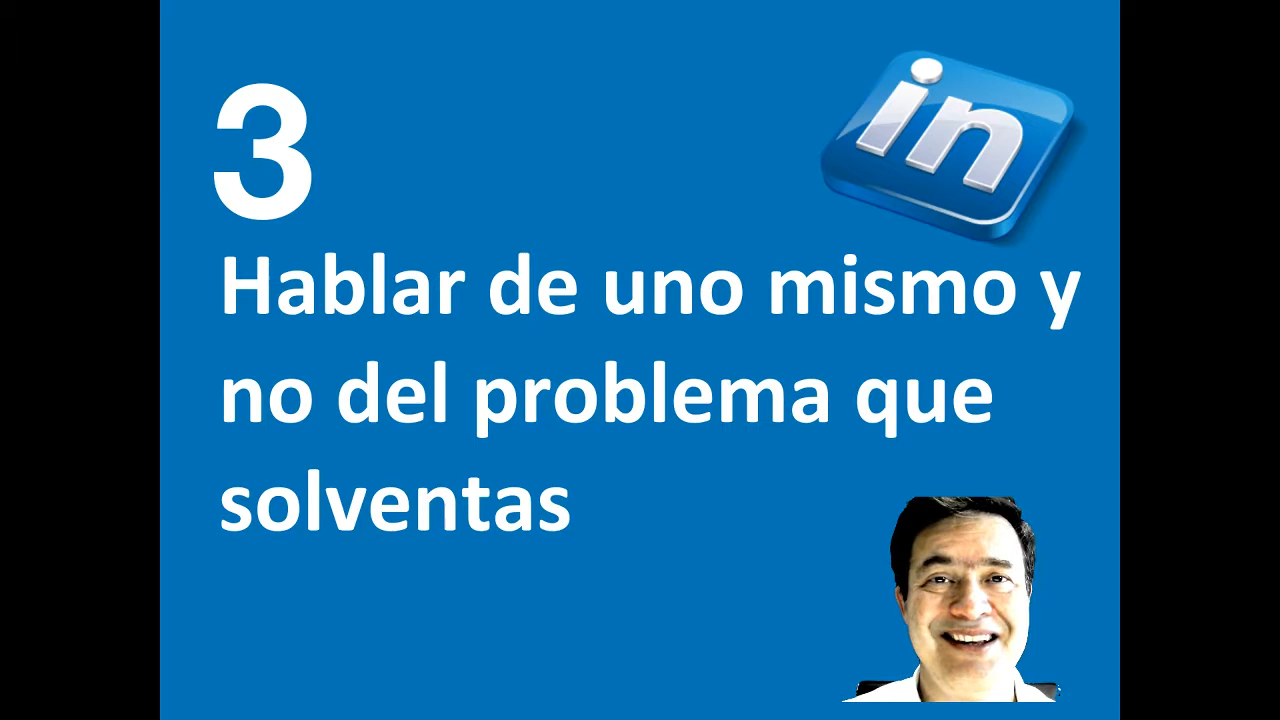 3
in
Hablar de uno mismo y
no del problema que
solventas